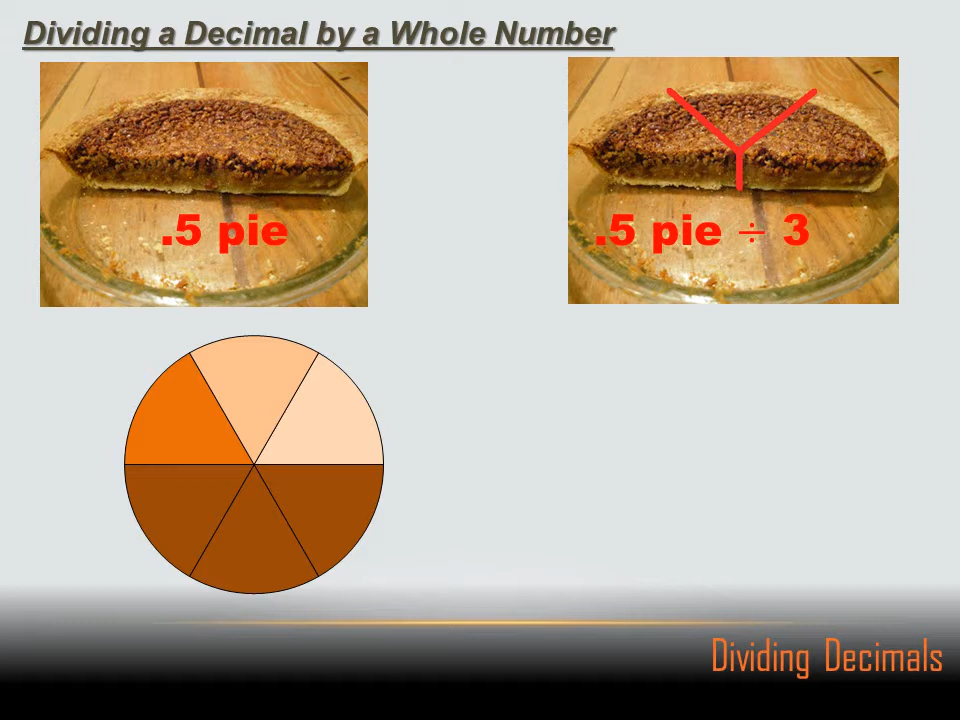 Dividing a Decimal by a Whole Number
.5 pie
.5 pie ÷ 3
Dividing Decimals